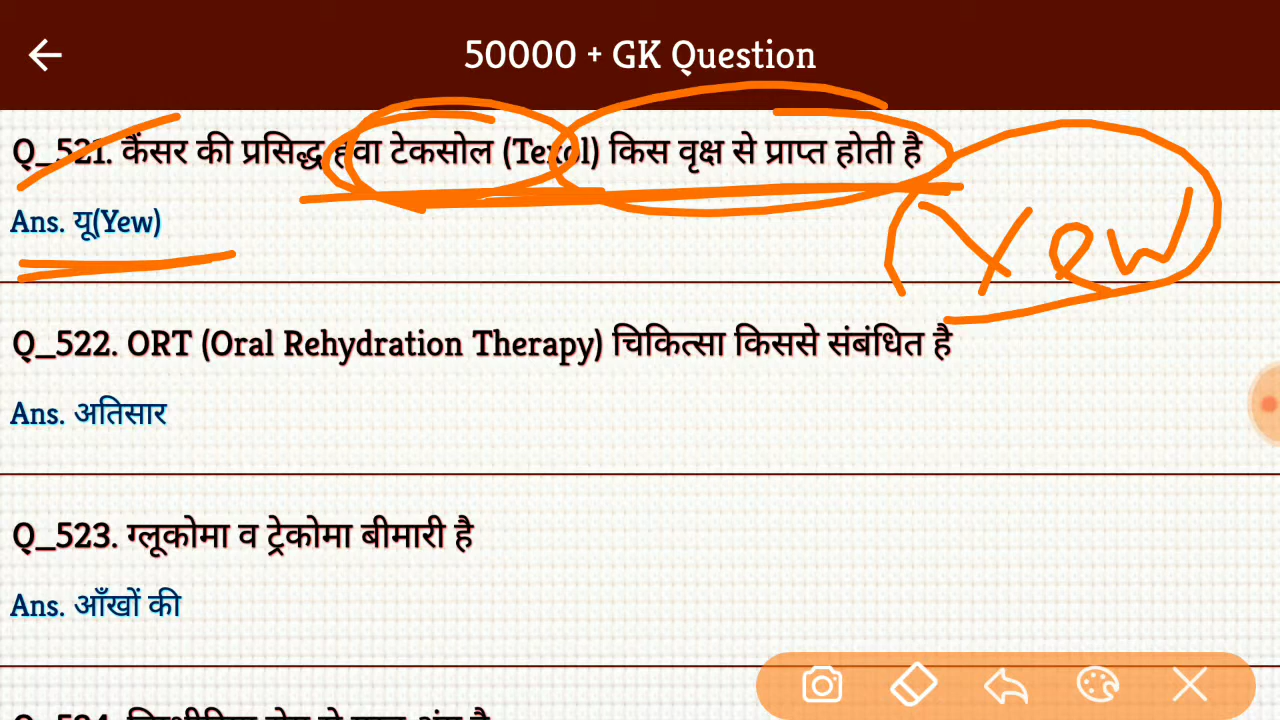 50000 + GK Question
Q_521. कैंसर की प्रसिद्ध हवा टेकसोल (Texol) किस वृक्ष से प्राप्त होती है
Ans. यू(Yew)
Yew
Q_522. ORT (Oral Rehydration Therapy) चिकित्सा किससे संबंधित है
Ans. अतिसार
Q_523. ग्लूकोमा व ट्रेकोमा बीमारी है
Ans. आँखों की